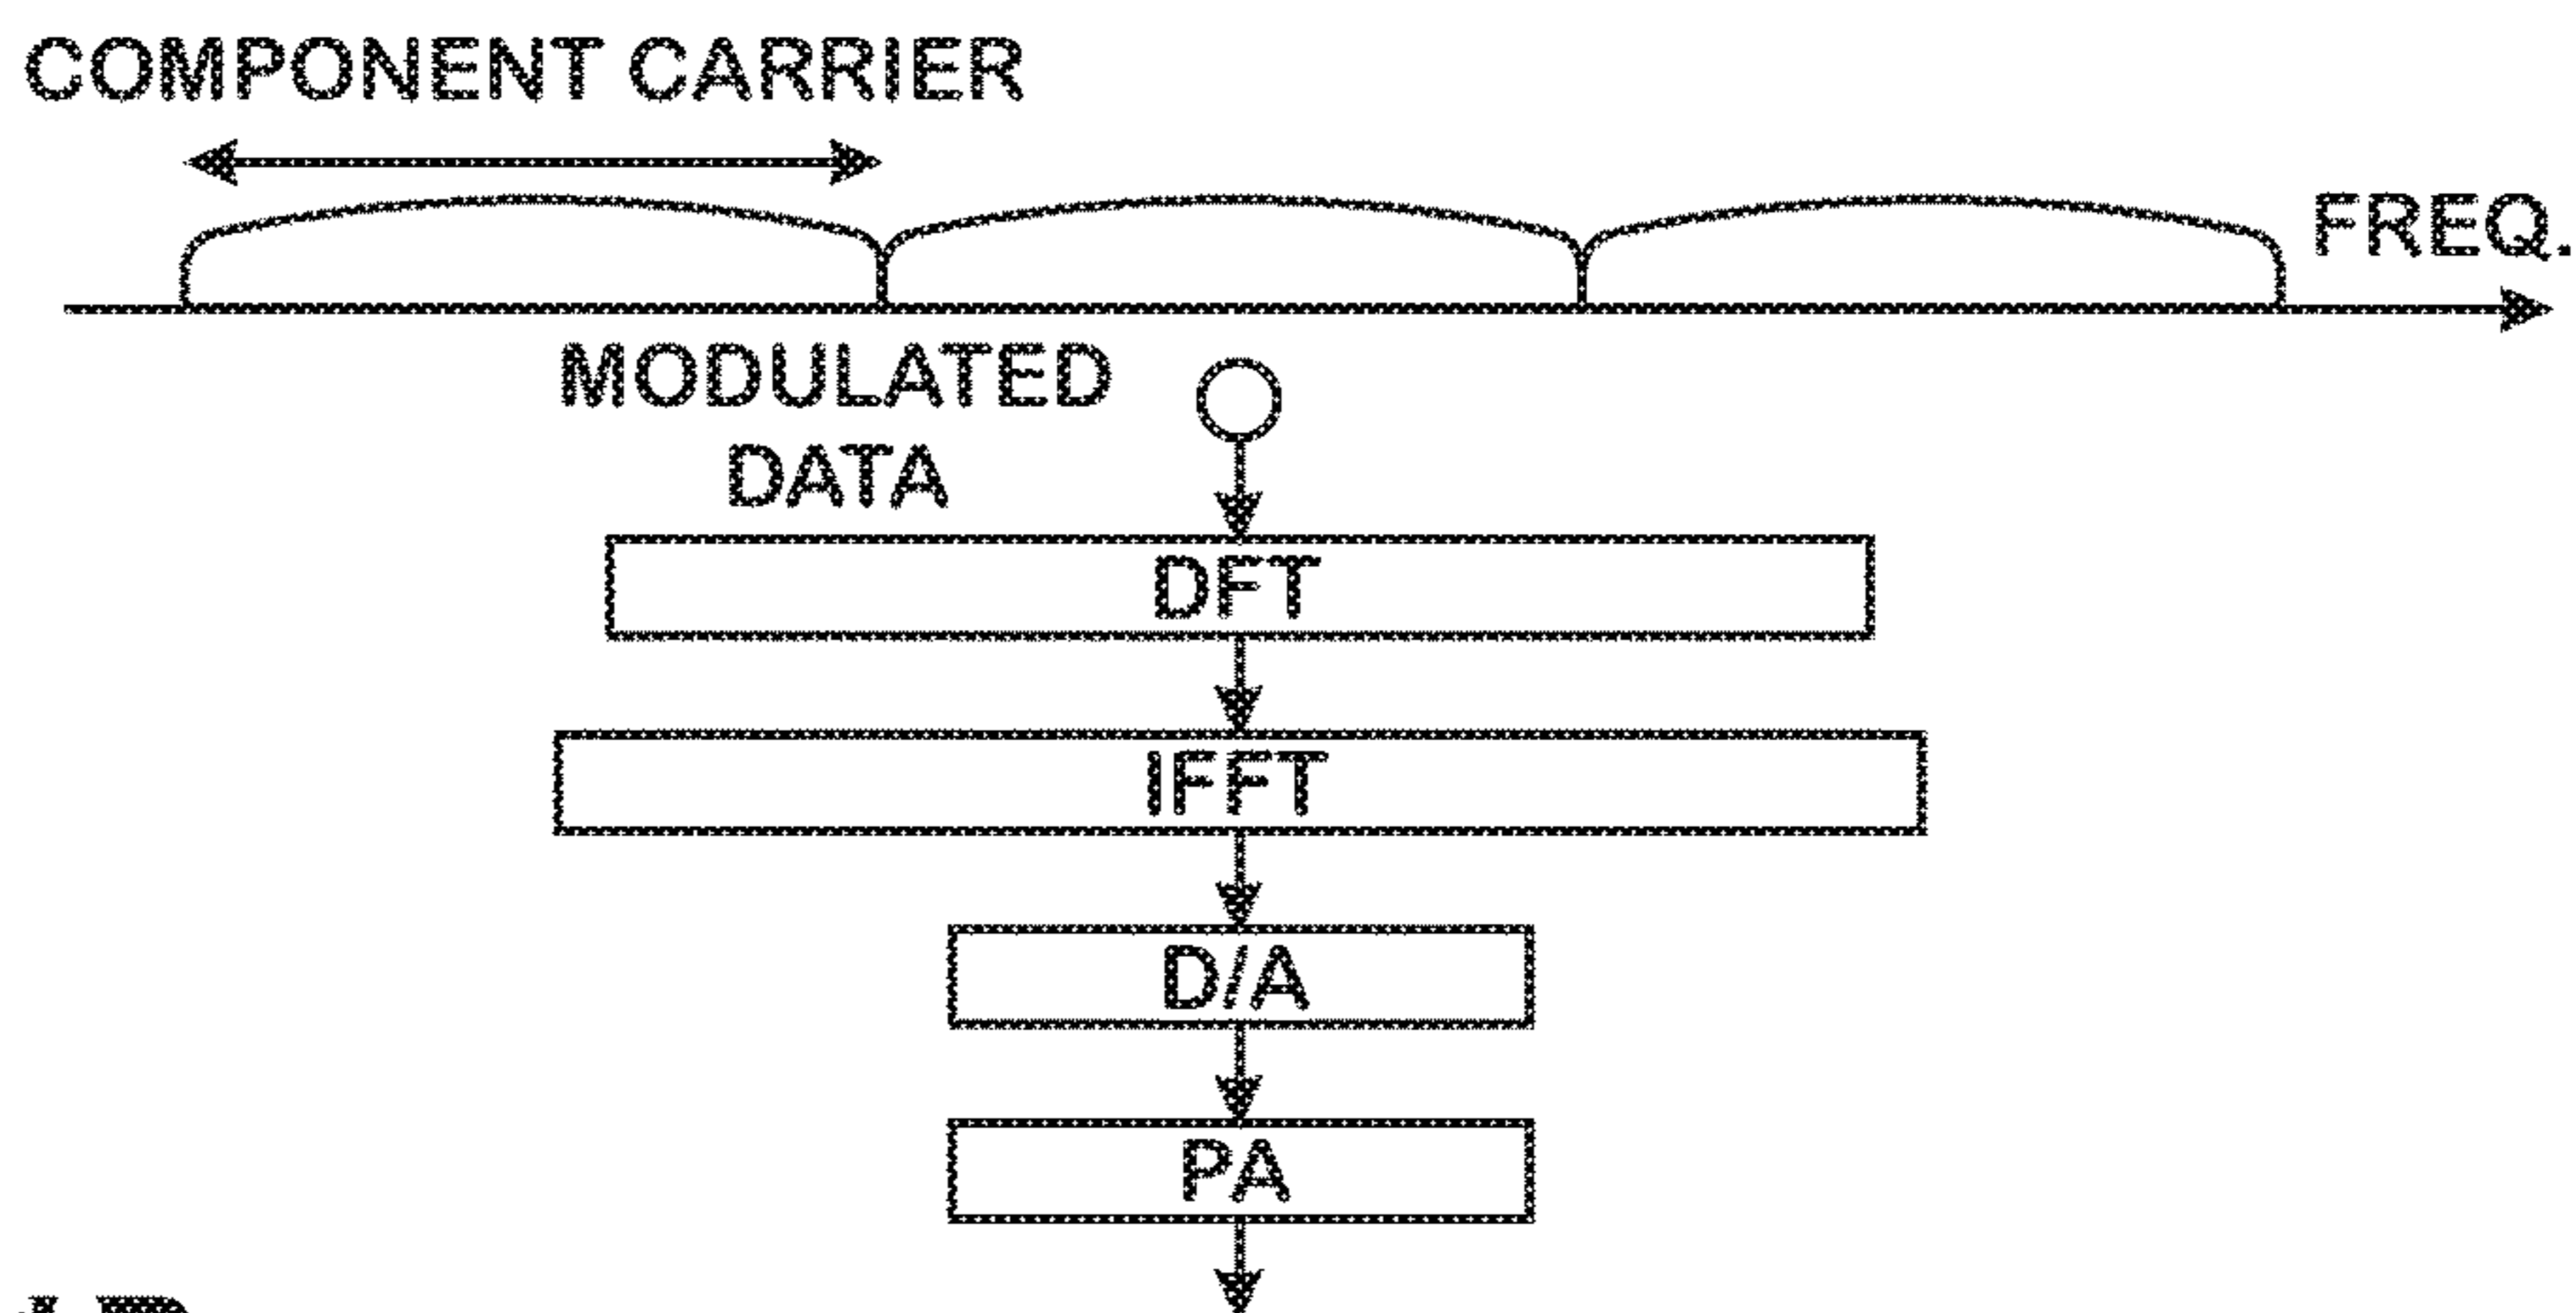 COMPONENT CARRIER
FREQ.
MODULATED
DATA
DFT
IFFT
D/A
PA